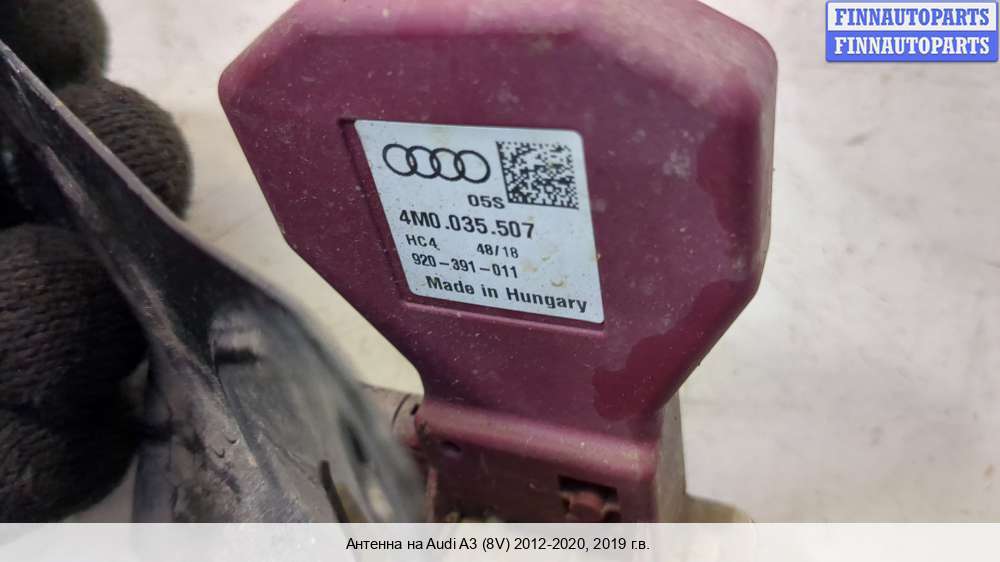 FINNAUTOPARTS
FINNAUTOPARTS
05S
4M0.035.507
HC4 48/18
920-391-011
Made in Hungary
Антенна на Audi A3 (8V) 2012-2020, 2019 г.в.